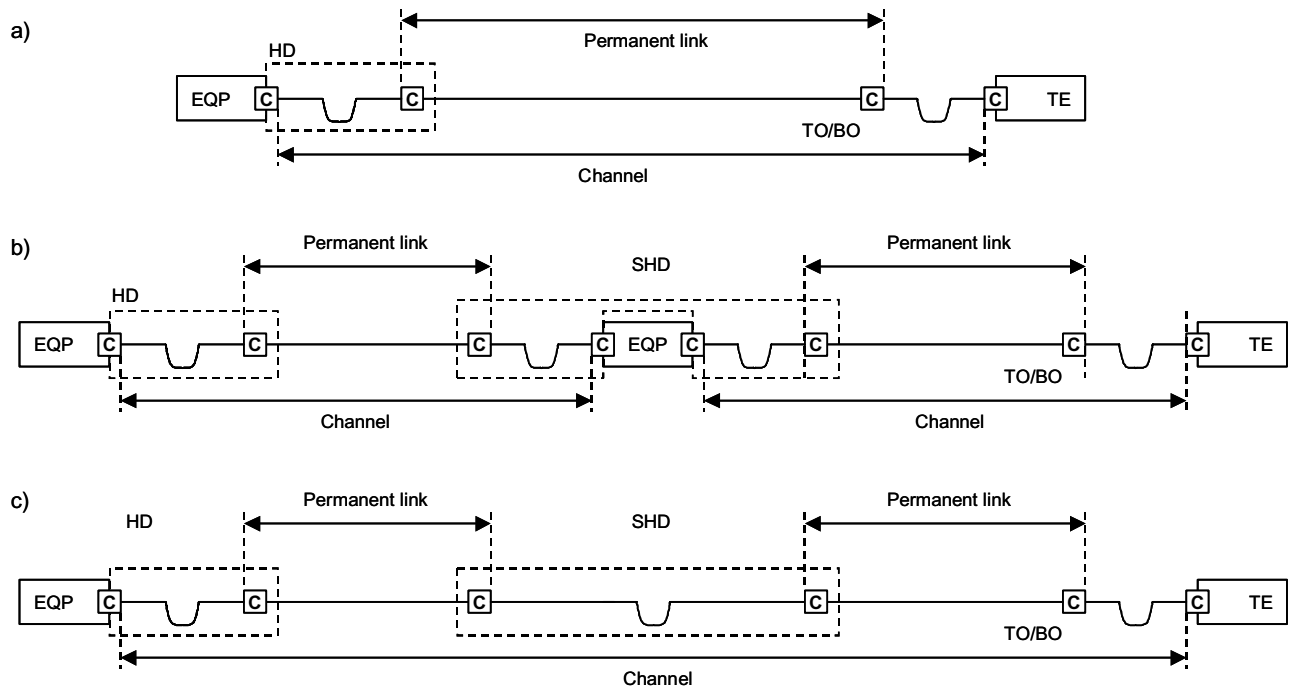 a)
Permanent link
HD
EQP C C C C TE
TO/BO
Channel
b)
Permanent link Permanent link
SHD
HD
EQP C C C C EQP C C C C TE
TO/BO
Channel Channel
c)
Permanent link Permanent link
HD SHD
EQP C C C C C C TE
TO/BO
Channel